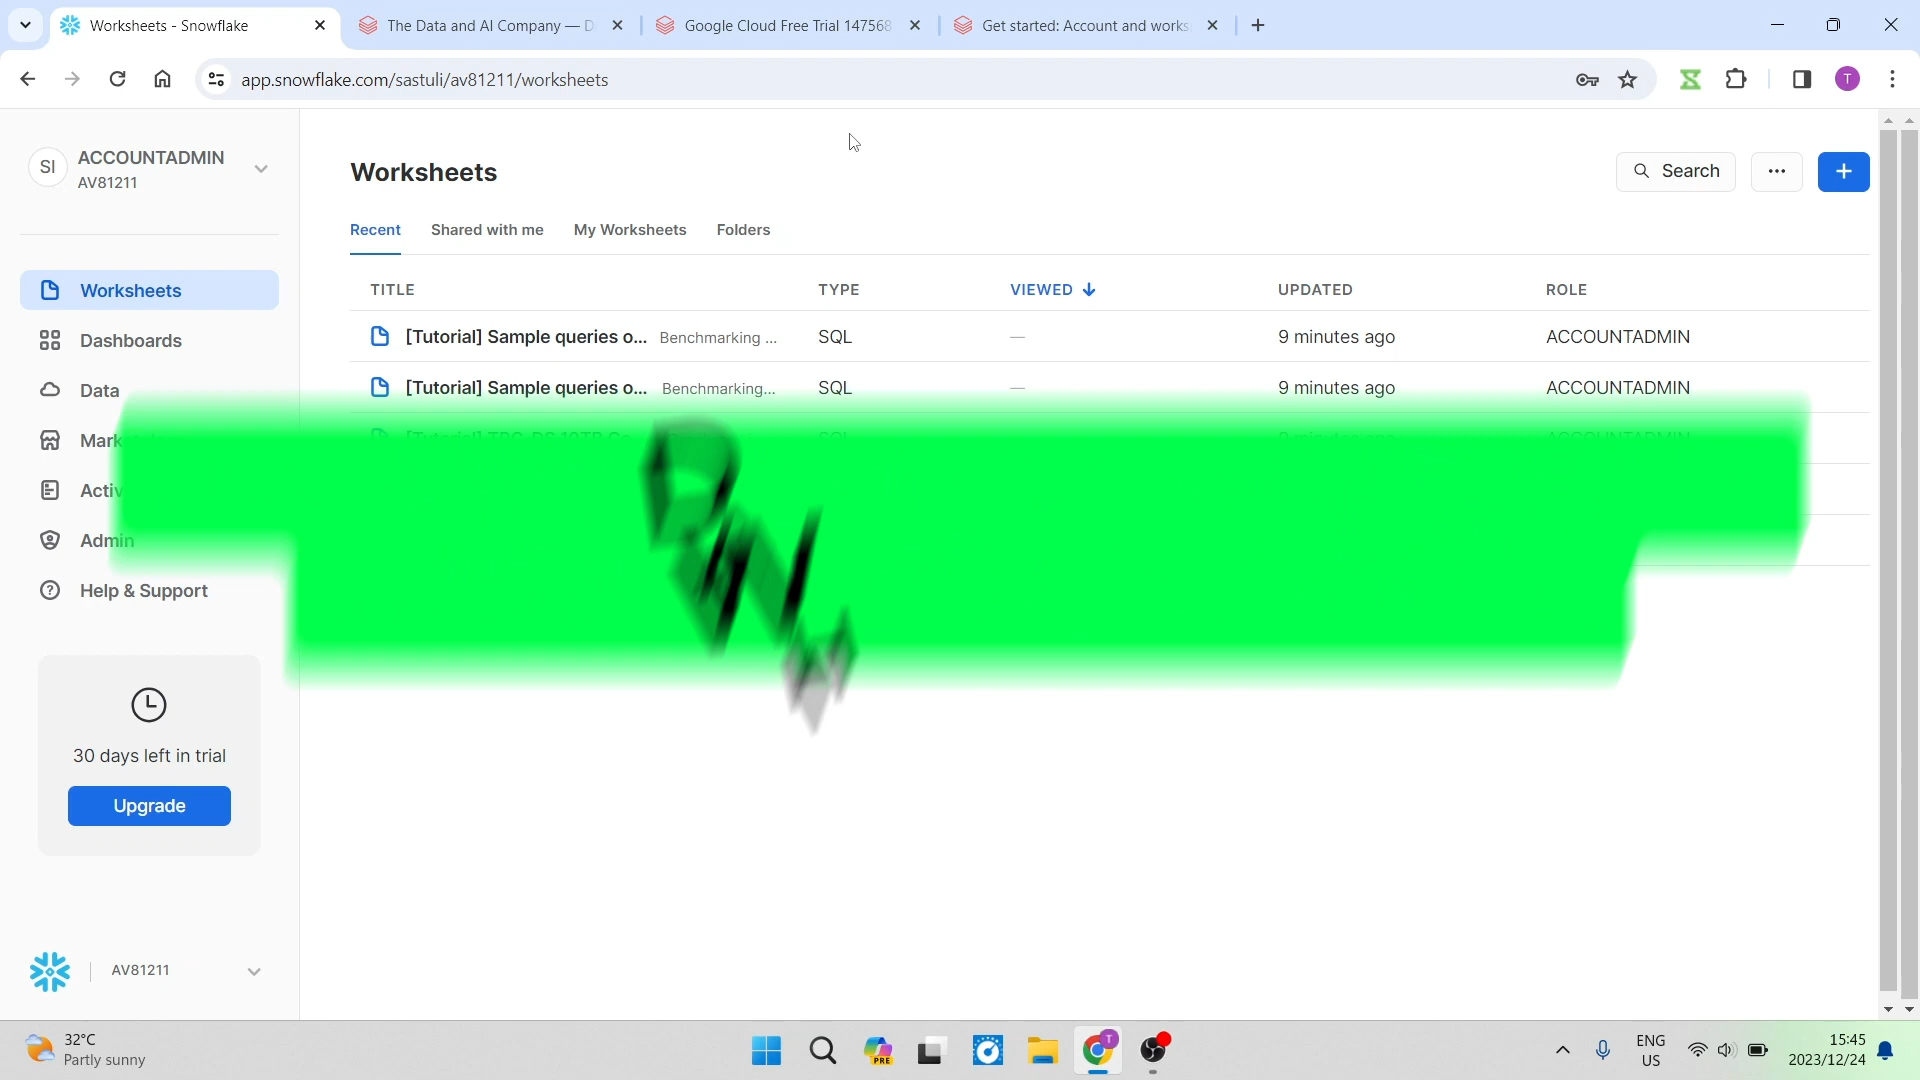 Worksheets - Snowflake
The Data and AI Company — D
Google Cloud Free Trial 147568
Get started: Account and works
app.snowflake.com/sastuli/av81211/worksheets
T
SI
ACCOUNTADMIN
AV81211
Worksheets
Search
Recent
Shared with me
My Worksheets
Folders
TITLE
TYPE
VIEWED
UPDATED
ROLE
[Tutorial] Sample queries o... Benchmarking ... SQL — 9 minutes ago ACCOUNTADMIN
[Tutorial] Sample queries o... Benchmarking... SQL — 9 minutes ago ACCOUNTADMIN
Worksheets
Dashboards
Data
Admin
Help & Support
30 days left in trial
Upgrade
AV81211
32°C
Partly sunny
PRE
T
ENG
US
15:45
2023/12/24